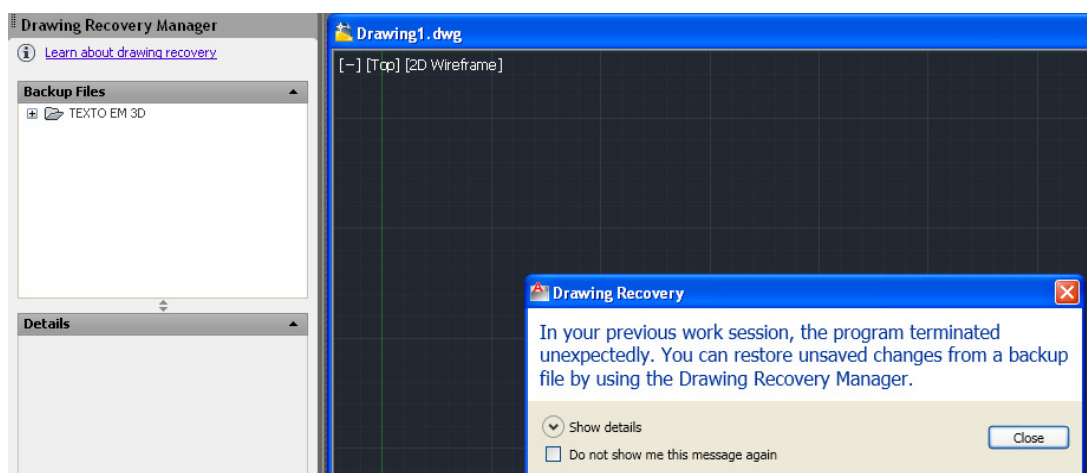 Drawing Recovery Manager
Learn about drawing recovery
Backup Files
TEXTO EM 3D
Details
Drawing1.dwg
[-] [Top] [2D Wireframe]
Drawing Recovery
In your previous work session, the program terminated
unexpectedly. You can restore unsaved changes from a backup
file by using the Drawing Recovery Manager.
Show details
Do not show me this message again
Close